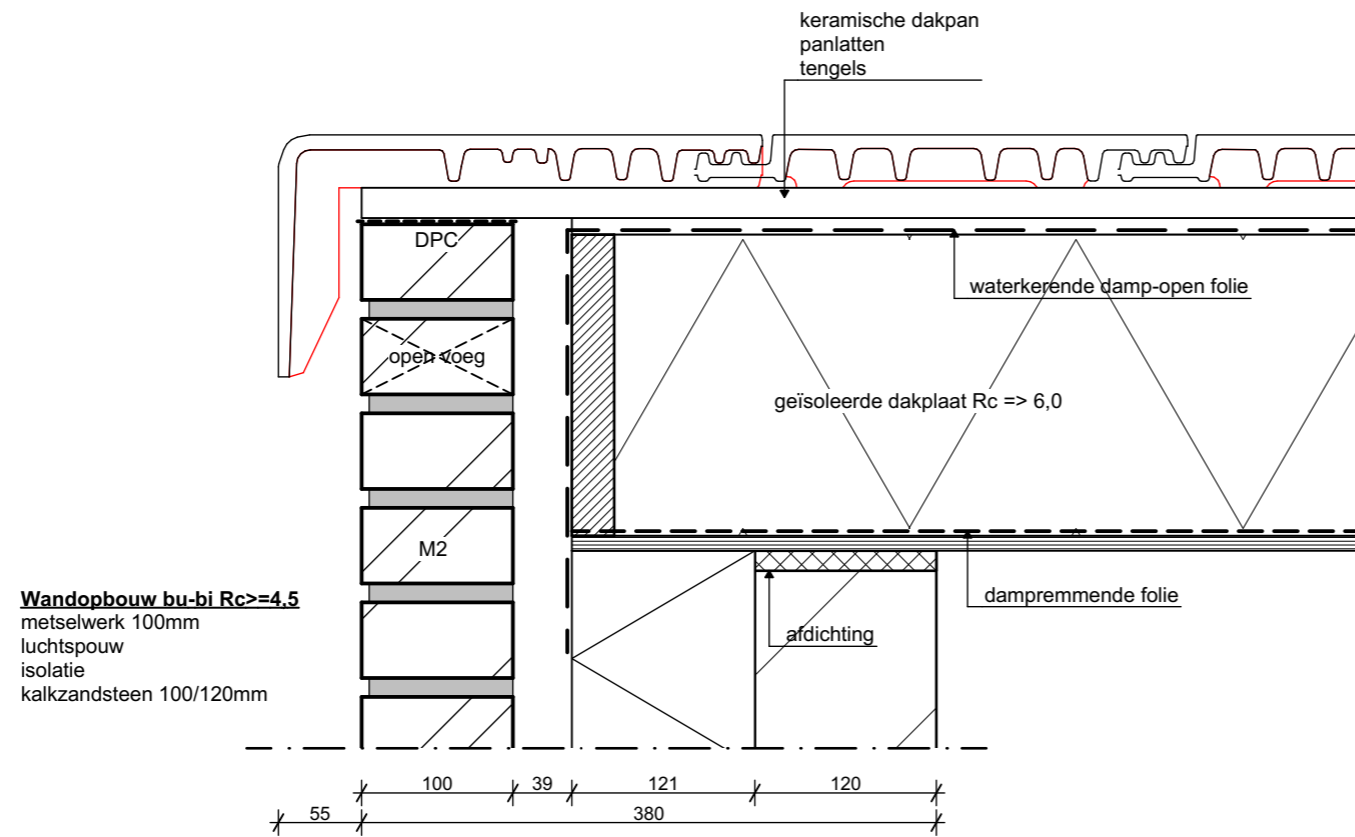 keramische dakpan
panlatten
tengels
DPC
waterkerende damp-open folie
open voeg
geïsoleerde dakplaat Rc => 6,0
M2
Wandopbouw bu-bi Rc>=4,5
metselwerk 100mm
luchtspouw
isolatie
kalkzandsteen 100/120mm
dampremmende folie
afdichting
100 39 121 120
55 380